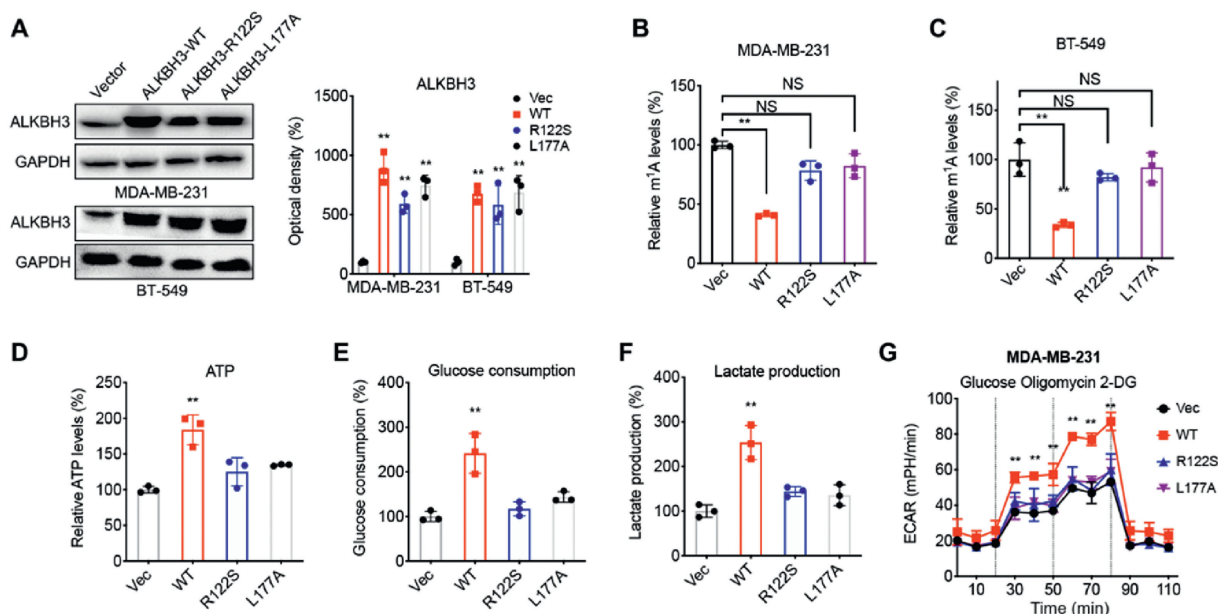 A
Vector
ALKBH3-WT
ALKBH3-R122S
ALKBH3-L177A
ALKBH3
GAPDH
MDA-MB-231
ALKBH3
GAPDH
BT-549
ALKBH3
Optical density (%)
1500
1000
500
0
** ** ** ** ** **
MDA-MB-231 BT-549
Vec
WT
R122S
L177A
B
MDA-MB-231
Relative m¹A levels (%)
150
100
50
0
NS
NS
**
Vec WT R122S L177A
C
BT-549
Relative m¹A levels (%)
150
100
50
0
NS
NS
**
**
Vec WT R122S L177A
D
ATP
Relative ATP levels (%)
250
200
150
100
50
0
**
Vec WT R122S L177A
E
Glucose consumption
Glucose consumption (%)
400
300
200
100
0
**
Vec WT R122S L177A
F
Lactate production
Lactate production (%)
400
300
200
100
0
**
Vec WT R122S L177A
G
MDA-MB-231
Glucose Oligomycin 2-DG
ECAR (mPH/min)
100
80
60
40
20
0
** ** ** ** ** **
10 30 50 70 90 110
Time (min)
Vec
WT
R122S
L177A